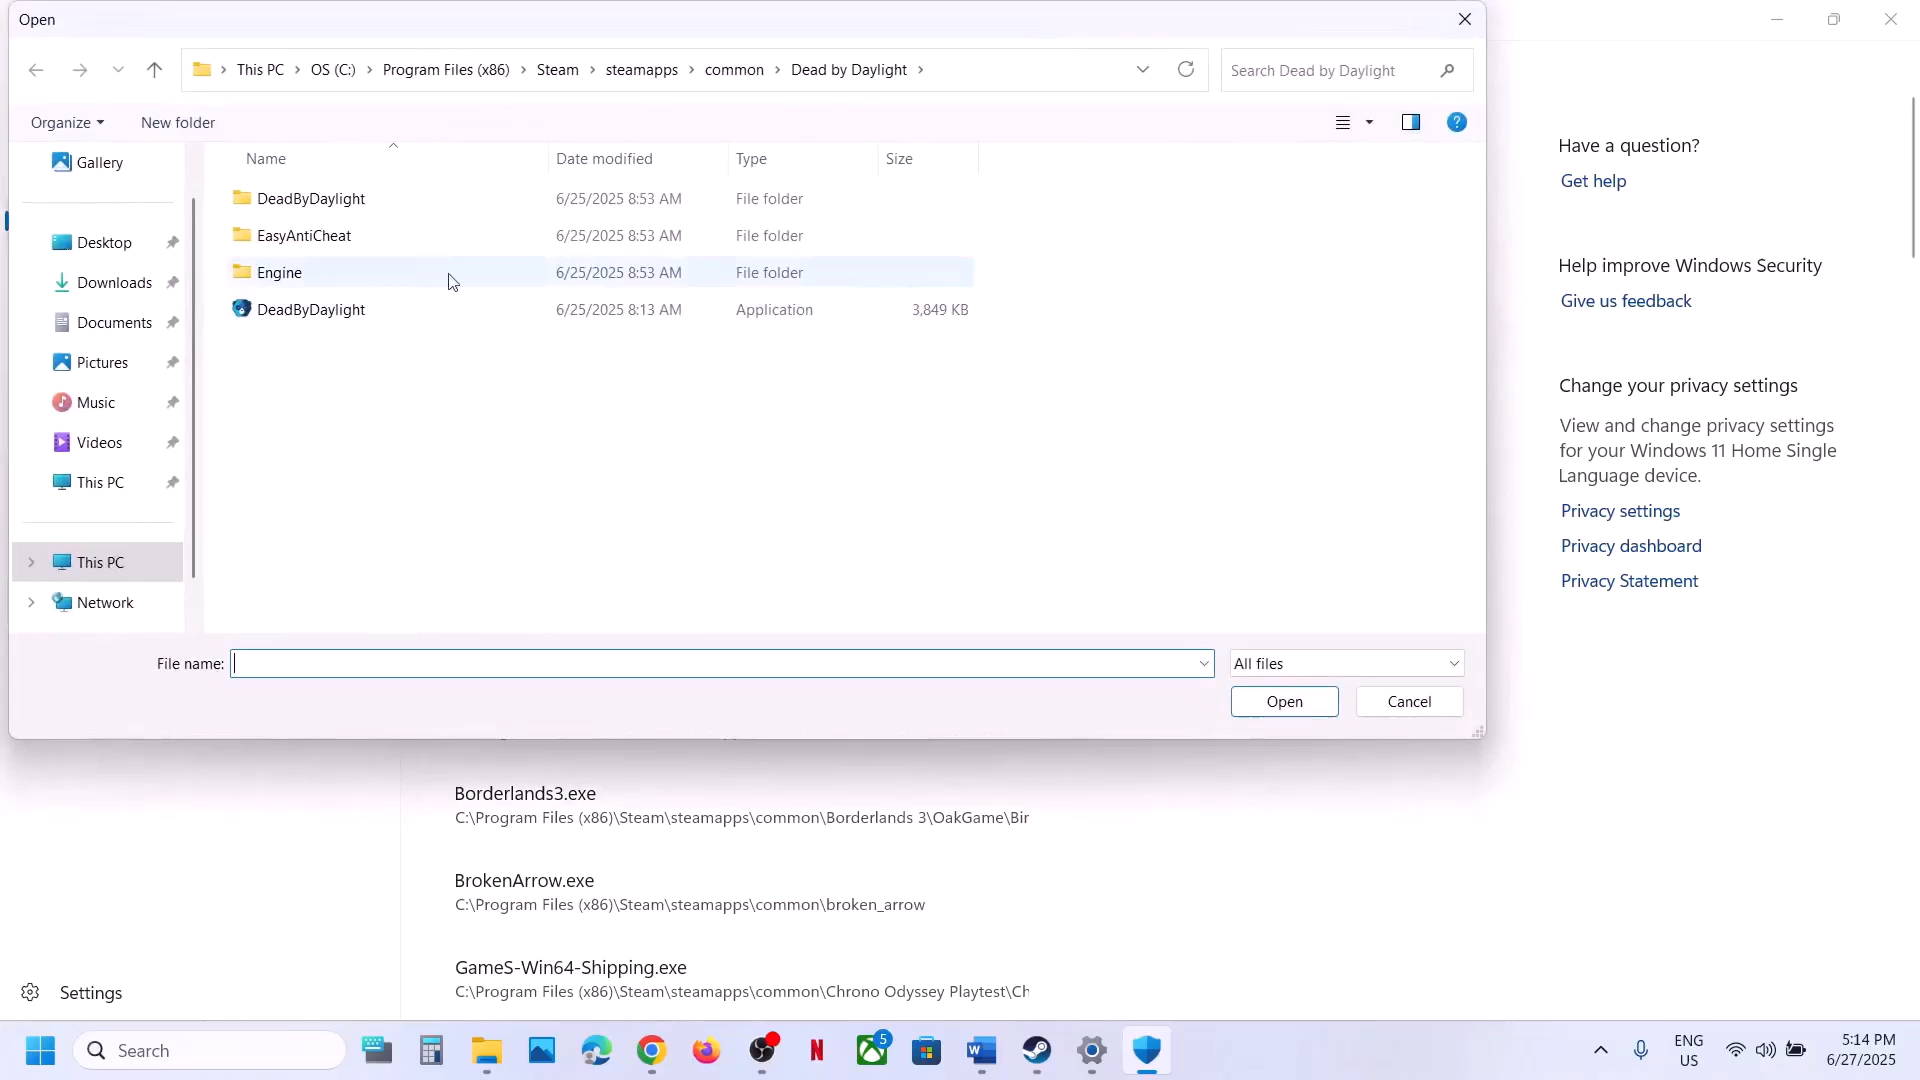 Open
This PC > OS (C:) > Program Files (x86) > Steam > steamapps > common > Dead by Daylight >
Search Dead by Daylight
Organize
New folder
Name
Date modified
Type
Size
Gallery
Desktop
Downloads
Documents
Pictures
Music
Videos
This PC
This PC
Network
DeadByDaylight 6/25/2025 8:53 AM File folder
EasyAntiCheat 6/25/2025 8:53 AM File folder
Engine 6/25/2025 8:53 AM File folder
DeadByDaylight 6/25/2025 8:13 AM Application 3,849 KB
File name:
All files
Open
Cancel
Have a question?
Get help
Help improve Windows Security
Give us feedback
Change your privacy settings
View and change privacy settings
for your Windows 11 Home Single
Language device.
Privacy settings
Privacy dashboard
Privacy Statement
Borderlands3.exe
C:\Program Files (x86)\Steam\steamapps\common\Borderlands 3\OakGame\Bir
BrokenArrow.exe
C:\Program Files (x86)\Steam\steamapps\common\broken_arrow
GameS-Win64-Shipping.exe
C:\Program Files (x86)\Steam\steamapps\common\Chrono Odyssey Playtest\Ch
Settings
Search
5
ENG
US
5:14 PM
6/27/2025